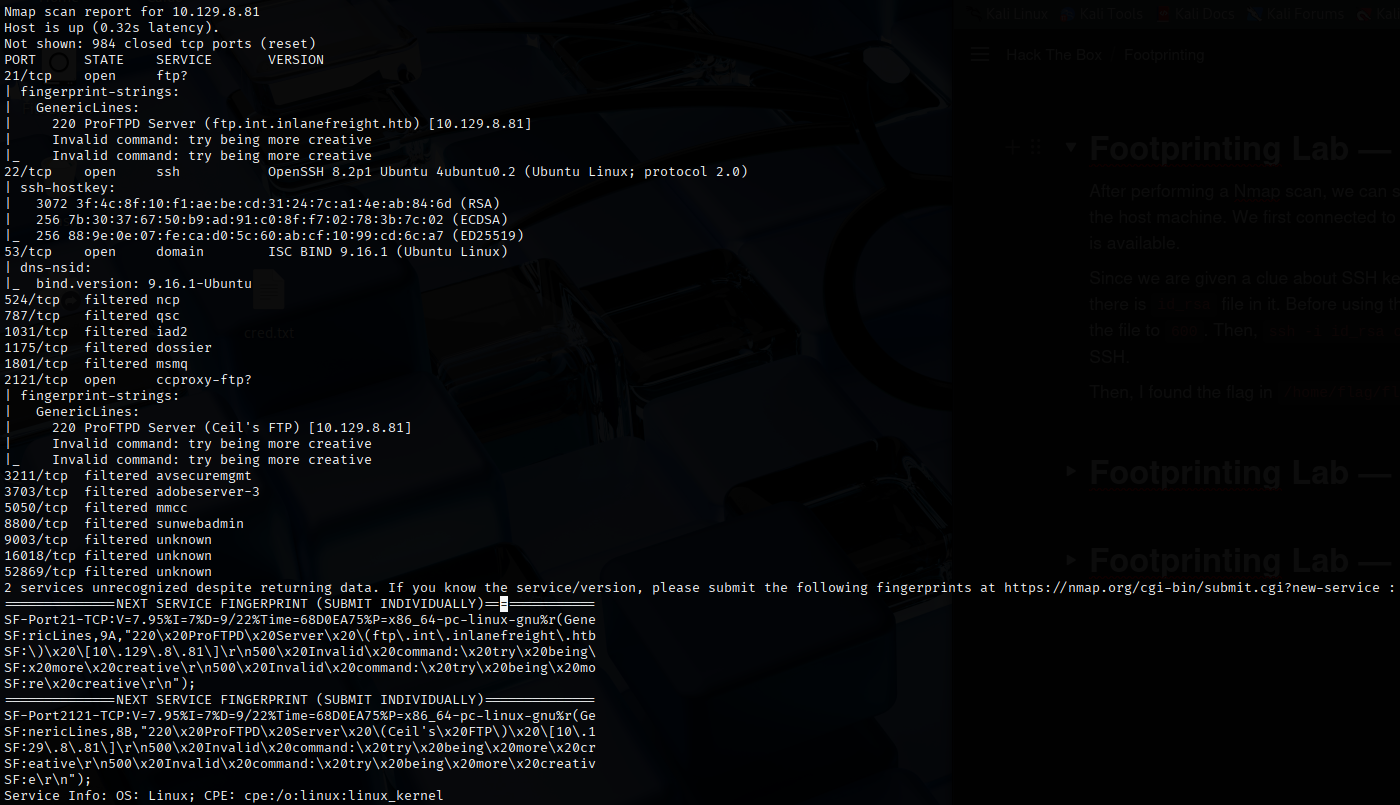 Nmap scan report for 10.129.8.81
Host is up (0.32s latency).
Not shown: 984 closed tcp ports (reset)
PORT      STATE    SERVICE       VERSION
21/tcp    open     ftp?
| fingerprint-strings:
|   GenericLines:
|     220 ProFTPD Server (ftp.int.inlanefreight.htb) [10.129.8.81]
|     Invalid command: try being more creative
|_    Invalid command: try being more creative
22/tcp    open     ssh           OpenSSH 8.2p1 Ubuntu 4ubuntu0.2 (Ubuntu Linux; protocol 2.0)
| ssh-hostkey:
|   3072 3f:4c:8f:10:f1:ae:be:cd:31:24:7c:a1:4e:ab:84:6d (RSA)
|   256 7b:30:37:67:50:b9:ad:91:c0:8f:f7:02:78:3b:7c:02 (ECDSA)
|_  256 88:9e:0e:07:fe:ca:d0:5c:60:ab:cf:10:99:cd:6c:a7 (ED25519)
53/tcp    open     domain        ISC BIND 9.16.1 (Ubuntu Linux)
| dns-nsid:
|_  bind.version: 9.16.1-Ubuntu
524/tcp   filtered ncp
787/tcp   filtered qsc
1031/tcp  filtered iad2
1175/tcp  filtered dossier
1801/tcp  filtered msmq
2121/tcp  open     ccproxy-ftp?
| fingerprint-strings:
|   GenericLines:
|     220 ProFTPD Server (Ceil's FTP) [10.129.8.81]
|     Invalid command: try being more creative
|_    Invalid command: try being more creative
3211/tcp  filtered avsecuremgmt
3703/tcp  filtered adobeserver-3
5050/tcp  filtered mmcc
8800/tcp  filtered sunwebadmin
9003/tcp  filtered unknown
16018/tcp filtered unknown
52869/tcp filtered unknown
2 services unrecognized despite returning data. If you know the service/version, please submit the following fingerprints at https://nmap.org/cgi-bin/submit.cgi?new-service :
==============NEXT SERVICE FINGERPRINT (SUBMIT INDIVIDUALLY)==============
SF-Port21-TCP:V=7.95%I=7%D=9/22%Time=68D0EA75%P=x86_64-pc-linux-gnu%r(Gene
SF:ricLines,9A,"220\x20ProFTPD\x20Server\x20\(ftp\.int\.inlanefreight\.htb
SF:\)\x20\[10\.129\.8\.81\]\r\n500\x20Invalid\x20command:\x20try\x20being\
SF:x20more\x20creative\r\n500\x20Invalid\x20command:\x20try\x20being\x20mo
SF:re\x20creative\r\n");
==============NEXT SERVICE FINGERPRINT (SUBMIT INDIVIDUALLY)==============
SF-Port2121-TCP:V=7.95%I=7%D=9/22%Time=68D0EA75%P=x86_64-pc-linux-gnu%r(Ge
SF:nericLines,8B,"220\x20ProFTPD\x20Server\x20\(Ceil's\x20FTP\)\x20\[10\.1
SF:29\.8\.81\]\r\n500\x20Invalid\x20command:\x20try\x20being\x20more\x20cr
SF:eative\r\n500\x20Invalid\x20command:\x20try\x20being\x20more\x20creativ
SF:e\r\n");
Service Info: OS: Linux; CPE: cpe:/o:linux:linux_kernel
cred.txt
Kali Linux Kali Tools Kali Docs Kali Forums Kali
Hack The Box Footprinting
Footprinting Lab —
After performing a Nmap scan, we can s
the host machine. We first connected to
is available.
Since we are given a clue about SSH ke
there is file in it. Before using th
the file to . Then,
SSH.
Then, I found the flag in
Footprinting Lab —
Footprinting Lab —